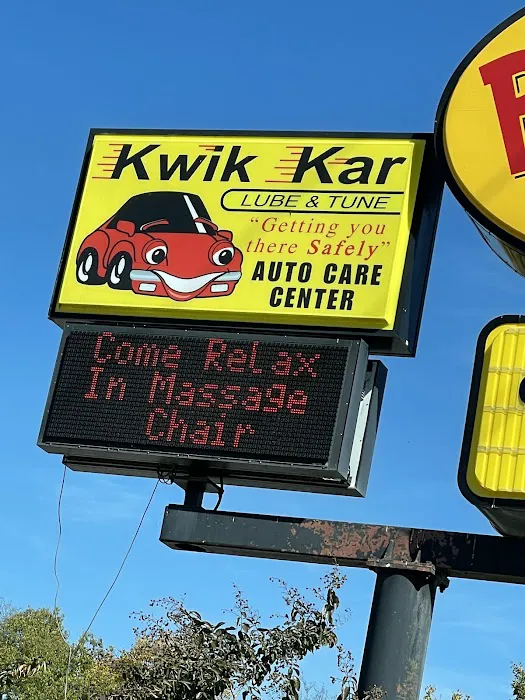 Kwik Kar
LUBE & TUNE
"Getting you
there Safely"
AUTO CARE
CENTER
Come Relax
In Massage
Chair